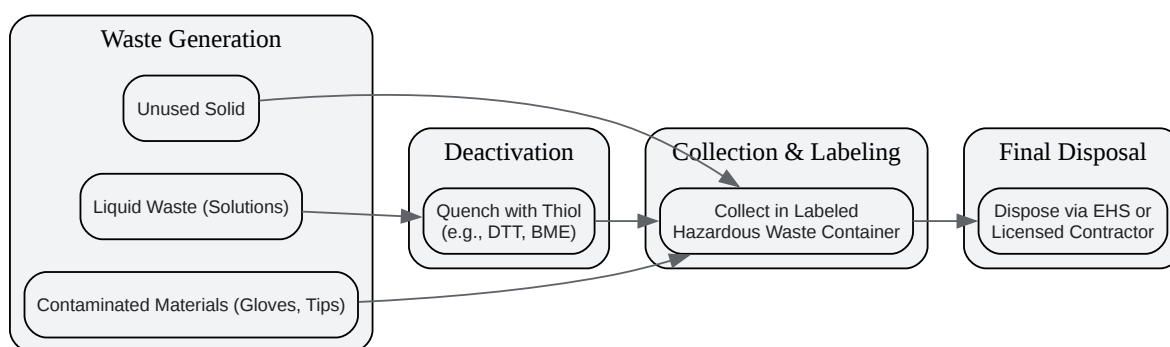 Waste Generation
Unused Solid
Liquid Waste (Solutions)
Contaminated Materials (Gloves, Tips)
Deactivation
Quench with Thiol
(e.g., DTT, BME)
Collection & Labeling
Collect in Labeled
Hazardous Waste Container
Final Disposal
Dispose via EHS or
Licensed Contractor